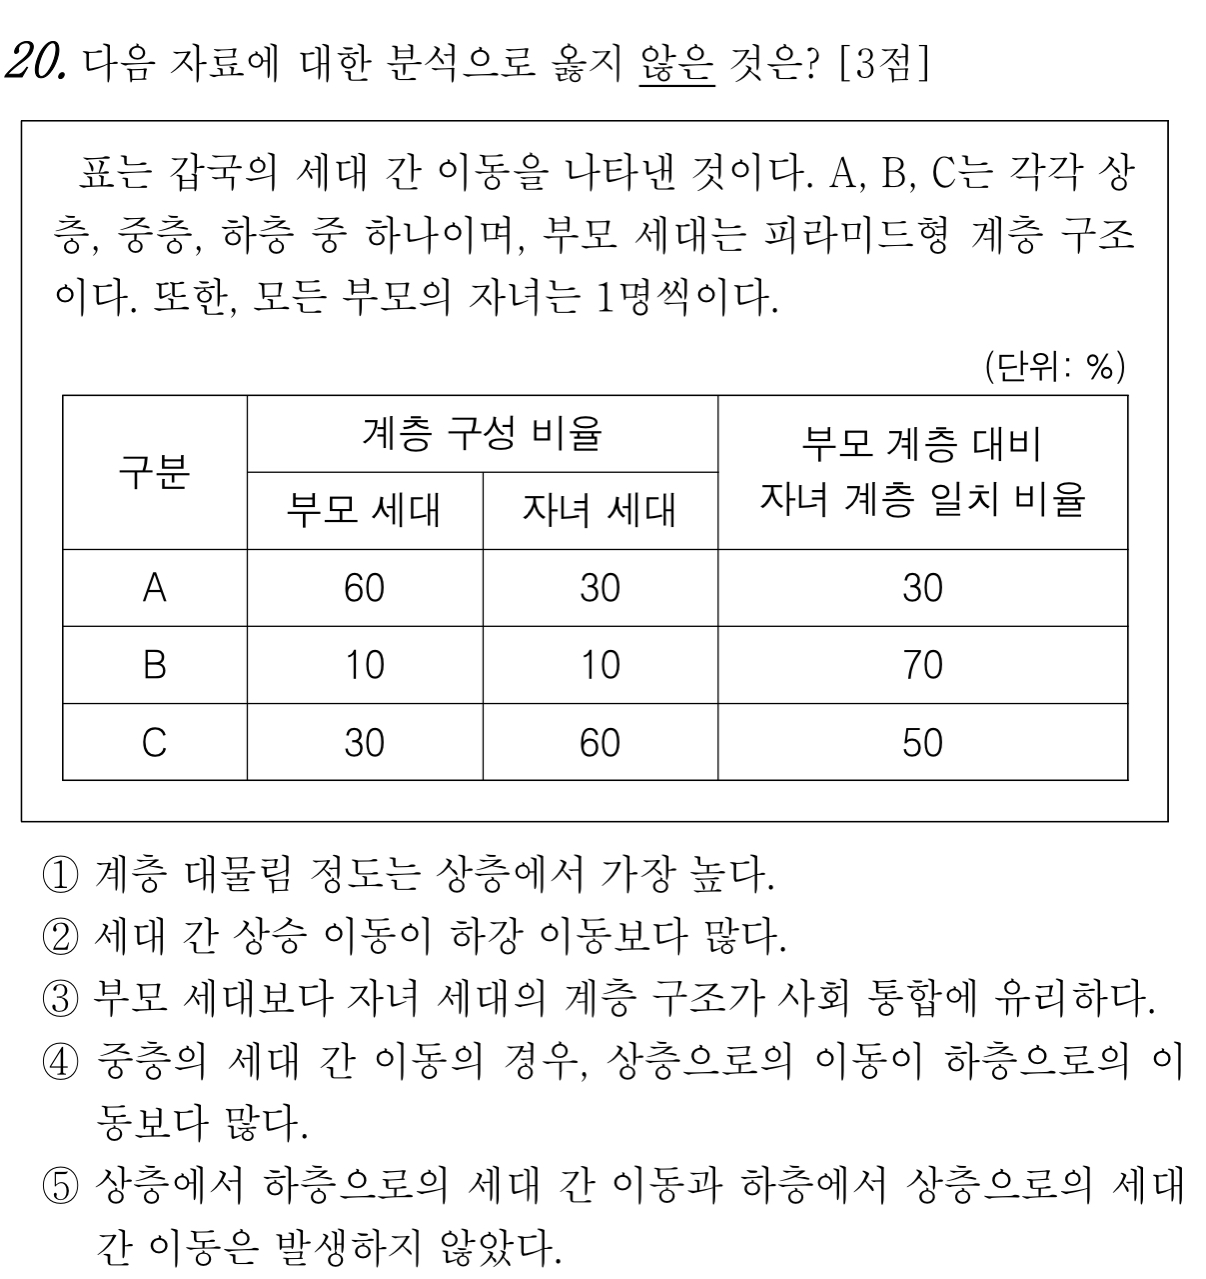 20. 다음 자료에 대한 분석으로 옳지 않은 것은? [3점]
표는 갑국의 세대 간 이동을 나타낸 것이다. A, B, C는 각각 상
층, 중층, 하층 중 하나이며, 부모 세대는 피라미드형 계층 구조
이다. 또한, 모든 부모의 자녀는 1명씩이다.
(단위: %)
구분 계층 구성 비율 부모 계층 대비
부모 세대 자녀 세대 자녀 계층 일치 비율
A 60 30 30
B 10 10 70
C 30 60 50
① 계층 대물림 정도는 상층에서 가장 높다.
② 세대 간 상승 이동이 하강 이동보다 많다.
③ 부모 세대보다 자녀 세대의 계층 구조가 사회 통합에 유리하다.
④ 중층의 세대 간 이동의 경우, 상층으로의 이동이 하층으로의 이
동보다 많다.
⑤ 상층에서 하층으로의 세대 간 이동과 하층에서 상층으로의 세대
간 이동은 발생하지 않았다.